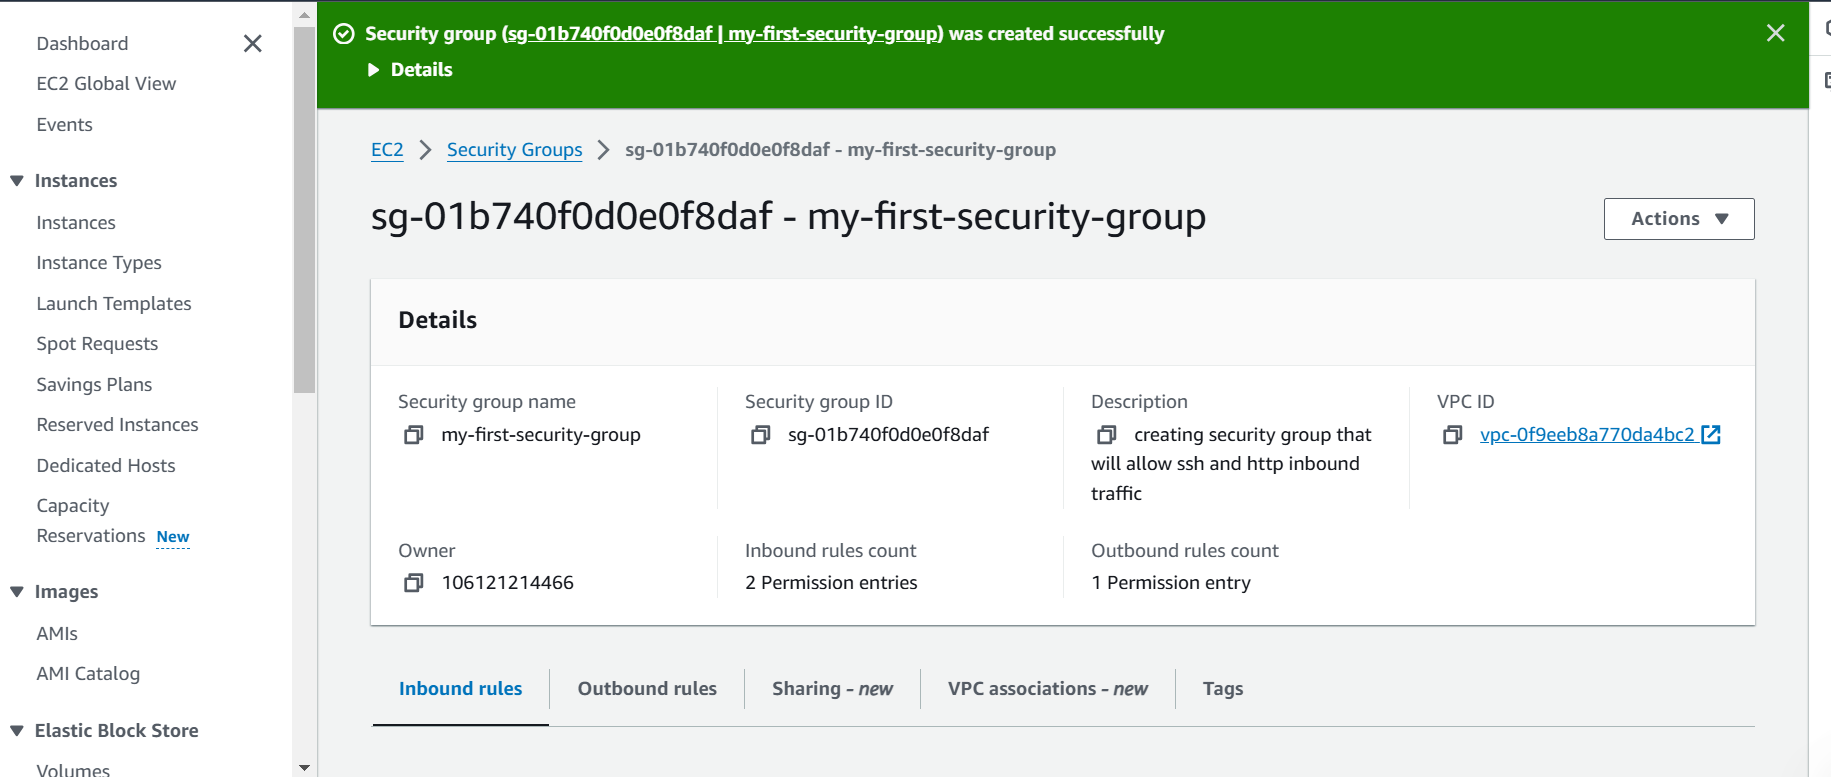 Dashboard
EC2 Global View
Events
Instances
Instances
Instance Types
Launch Templates
Spot Requests
Savings Plans
Reserved Instances
Dedicated Hosts
Capacity
Reservations New
Images
AMIs
AMI Catalog
Elastic Block Store
Volumes
Security group (sg-01b740f0d0e0f8daf | my-first-security-group) was created successfully
Details
EC2 > Security Groups > sg-01b740f0d0e0f8daf - my-first-security-group
sg-01b740f0d0e0f8daf - my-first-security-group
Actions
Details
Security group name
my-first-security-group
Security group ID
sg-01b740f0d0e0f8daf
Description
creating security group that
will allow ssh and http inbound
traffic
VPC ID
vpc-0f9eeb8a770da4bc2
Owner
106121214466
Inbound rules count
2 Permission entries
Outbound rules count
1 Permission entry
Inbound rules
Outbound rules
Sharing - new
VPC associations - new
Tags